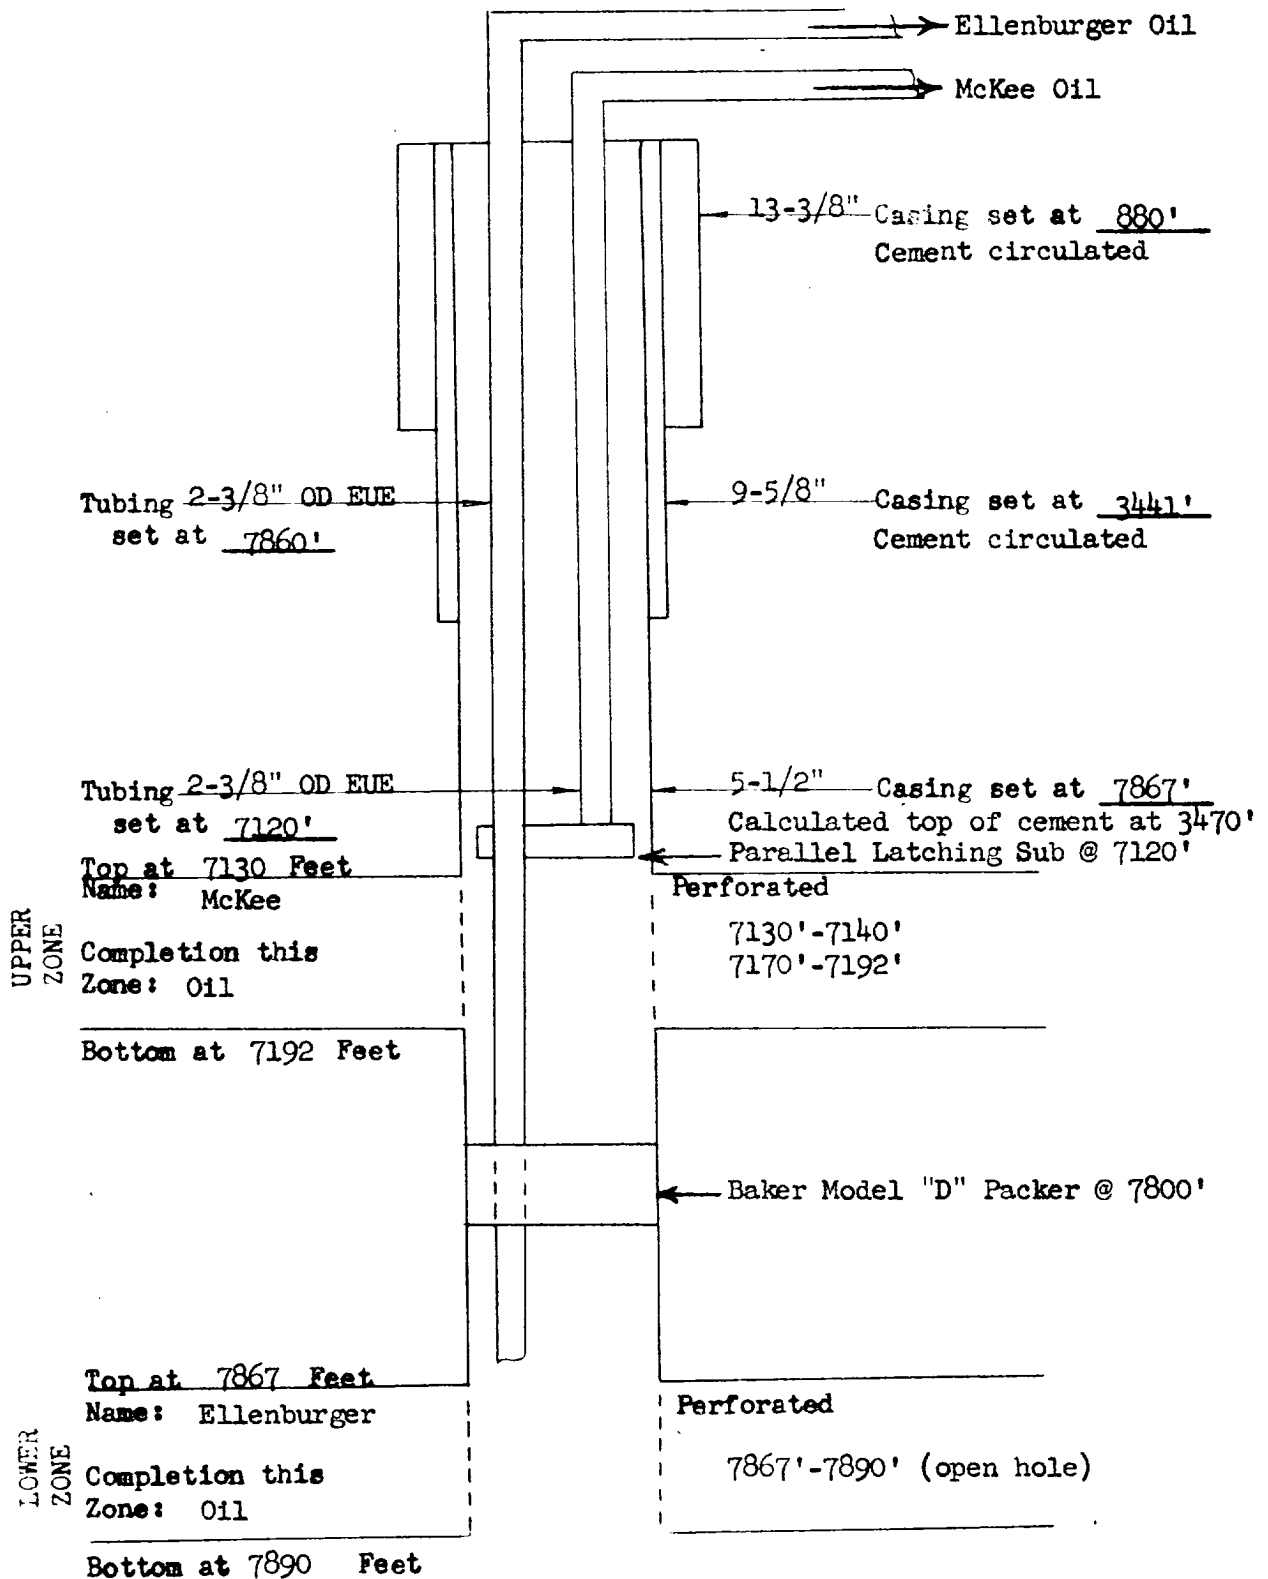 Ellenburger Oil
McKee Oil
13-3/8" Casing set at 880'
Cement circulated
Tubing 2-3/8" OD EUE
set at 7860'
9-5/8" Casing set at 3441'
Cement circulated
Tubing 2-3/8" OD EUE
set at 7120'
5-1/2" Casing set at 7867'
Calculated top of cement at 3470'
Parallel Latching Sub @ 7120'
UPPER
ZONE
Top at 7130 Feet
Name: McKee
Completion this
Zone: Oil
Perforated
7130'-7140'
7170'-7192'
Bottom at 7192 Feet
Baker Model "D" Packer @ 7800'
LOWER
ZONE
Top at 7867 Feet
Name: Ellenburger
Completion this
Zone: Oil
Perforated
7867'-7890' (open hole)
Bottom at 7890 Feet